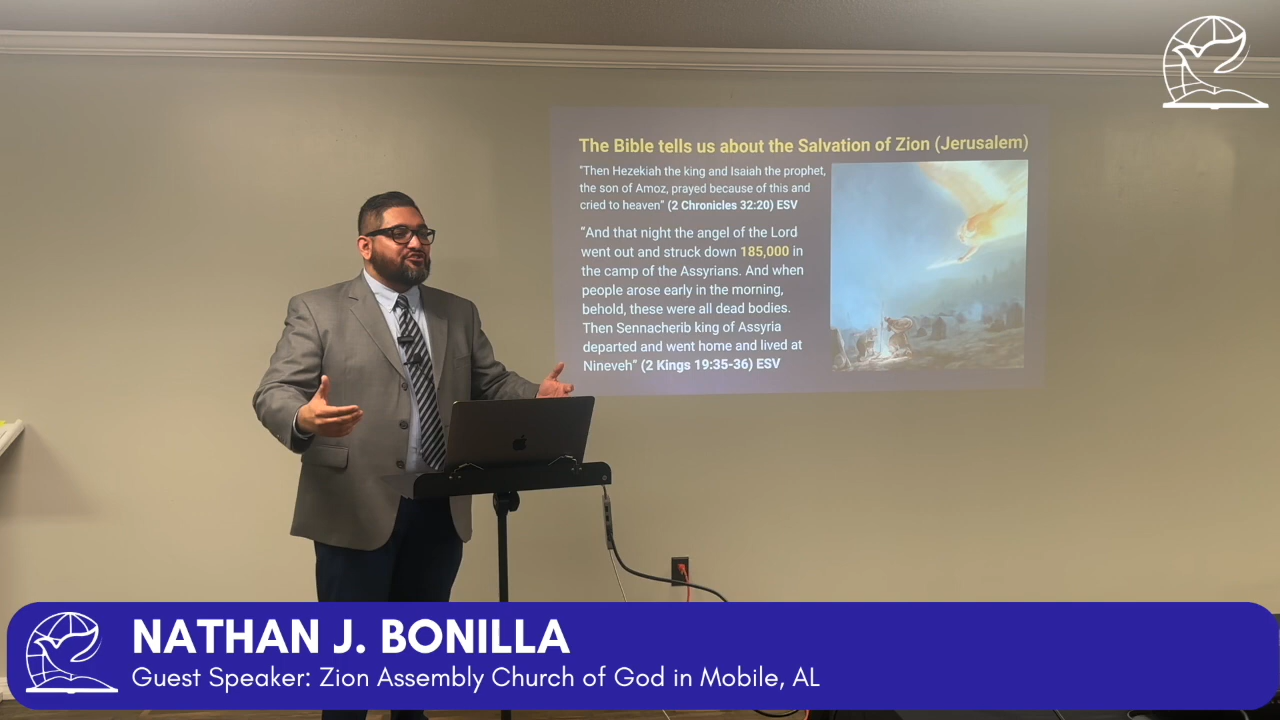 The Bible tells us about the Salvation of Zion (Jerusalem)
"Then Hezekiah the king and Isaiah the prophet,
the son of Amoz, prayed because of this and
cried to heaven” (2 Chronicles 32:20) ESV
“And that night the angel of the Lord
went out and struck down 185,000 in
the camp of the Assyrians. And when
people arose early in the morning,
behold, these were all dead bodies.
Then Sennacherib king of Assyria
departed and went home and lived at
Nineveh” (2 Kings 19:35-36) ESV
NATHAN J. BONILLA
Guest Speaker: Zion Assembly Church of God in Mobile, AL